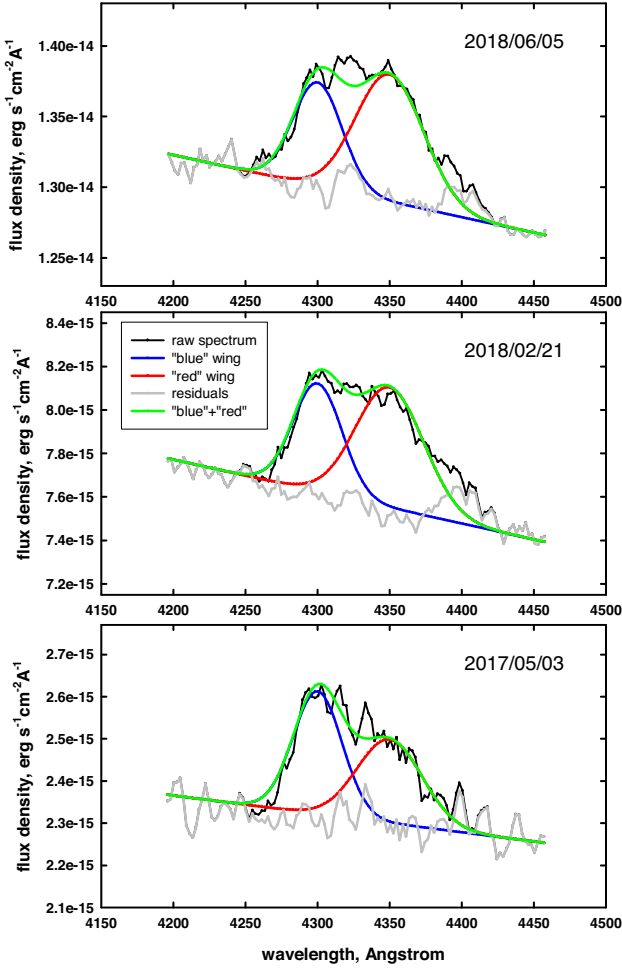 1.40e-14
1.35e-14
1.30e-14
1.25e-14
flux density, erg s-1cm-2A-1
2018/06/05
4150 4200 4250 4300 4350 4400 4450 4500
8.4e-15
8.2e-15
8.0e-15
7.8e-15
7.6e-15
7.4e-15
7.2e-15
flux density, erg s-1cm-2A-1
2018/02/21
raw spectrum
"blue" wing
"red" wing
residuals
"blue"+"red"
4150 4200 4250 4300 4350 4400 4450 4500
2.7e-15
2.6e-15
2.5e-15
2.4e-15
2.3e-15
2.2e-15
2.1e-15
flux density, erg s-1cm-2A-1
2017/05/03
4150 4200 4250 4300 4350 4400 4450 4500
wavelength, Angstrom